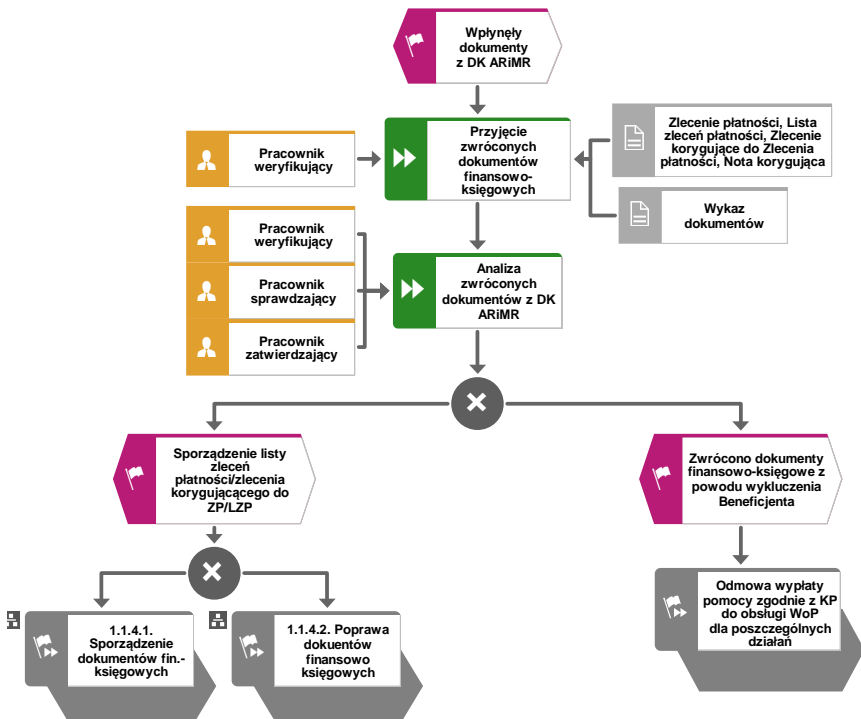 Wpłynęły
dokumenty
z DK ARiMR
Pracownik
weryfikujący
Przyjęcie
zwróconych
dokumentów
finansowo-
księgowych
Zlecenie płatności, Lista
zleceń płatności, Zlecenie
korygujące do Zlecenia
płatności, Nota korygująca
Wykaz
dokumentów
Pracownik
weryfikujący
Pracownik
sprawdzający
Pracownik
zatwierdzający
Analiza
zwróconych
dokumentów z DK
ARiMR
Sporządzenie listy
zleceń
płatności/zlecenia
korygującącego do
ZP/LZP
Zwrócono dokumenty
finansowo-księgowe z
powodu wykluczenia
Beneficjenta
1.1.4.1.
Sporządzenie
dokumentów fin.-
księgowych
1.1.4.2. Poprawa
dokuentów
finansowo
księgowych
Odmowa wypłaty
pomocy zgodnie z KP
do obsługi WoP
dla poszczególnych
działań